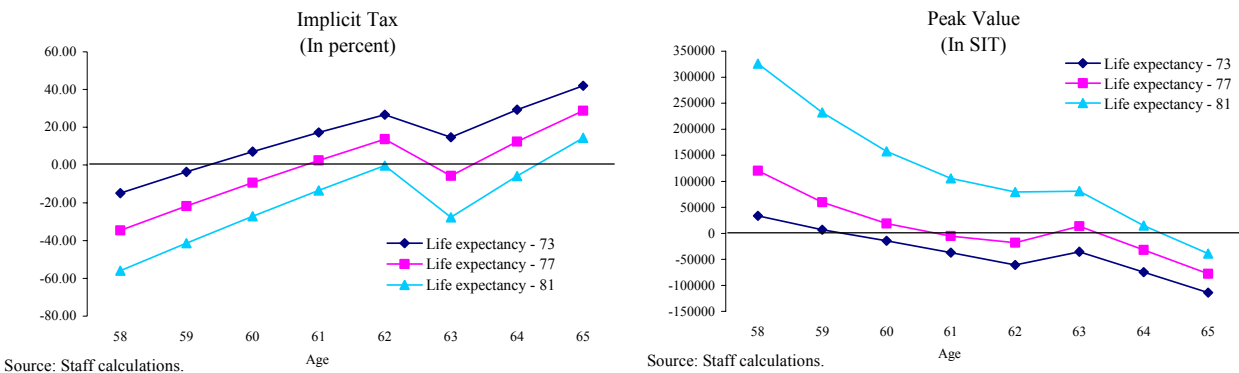 Implicit Tax
(In percent)
60.00
40.00
20.00
0.00
-20.00
-40.00
-60.00
-80.00
Life expectancy - 73
Life expectancy - 77
Life expectancy - 81
58 59 60 61 62 63 64 65
Age
Source: Staff calculations.
Peak Value
(In SIT)
350000
300000
250000
200000
150000
100000
50000
0
-50000
-100000
-150000
Life expectancy - 73
Life expectancy - 77
Life expectancy - 81
58 59 60 61 62 63 64 65
Age
Source: Staff calculations.